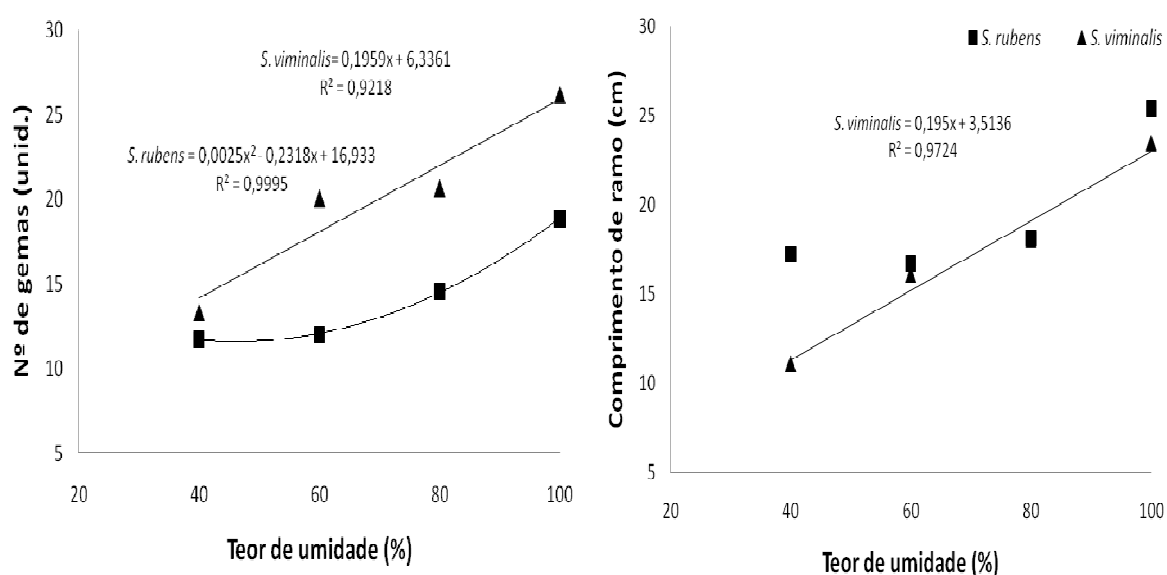 Nº de gemas (unid.)
30
25
20
15
10
5
20
40
60
80
100
Teor de umidade (%)
S. viminalis= 0,1959x + 6,3361
R² = 0,9218
S. rubens = 0,0025x² - 0,2318x + 16,933
R² = 0,9995
Comprimento de ramo (cm)
30
25
20
15
10
5
20
40
60
80
100
Teor de umidade (%)
S. rubens
S. viminalis
S. viminalis = 0,195x + 3,5136
R² = 0,9724